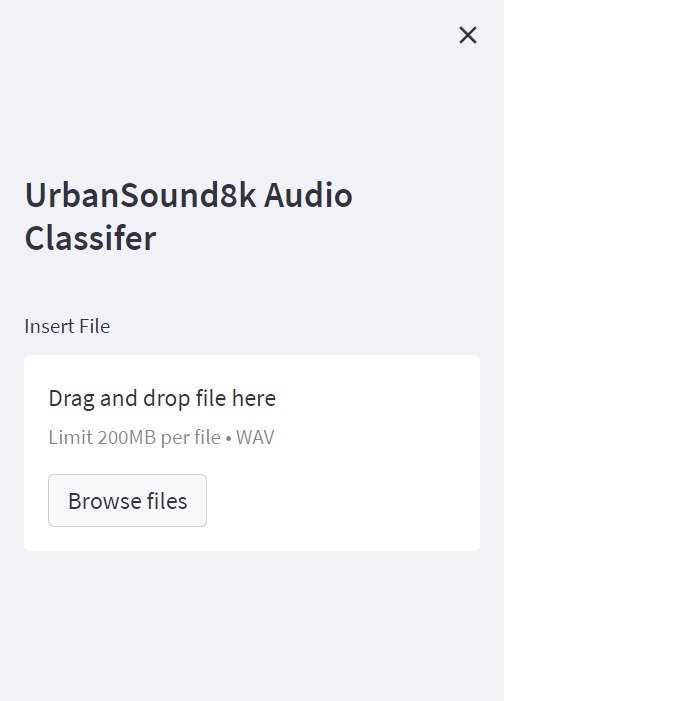 UrbanSound8k Audio
Classifer
Insert File
Drag and drop file here
Limit 200MB per file • WAV
Browse files